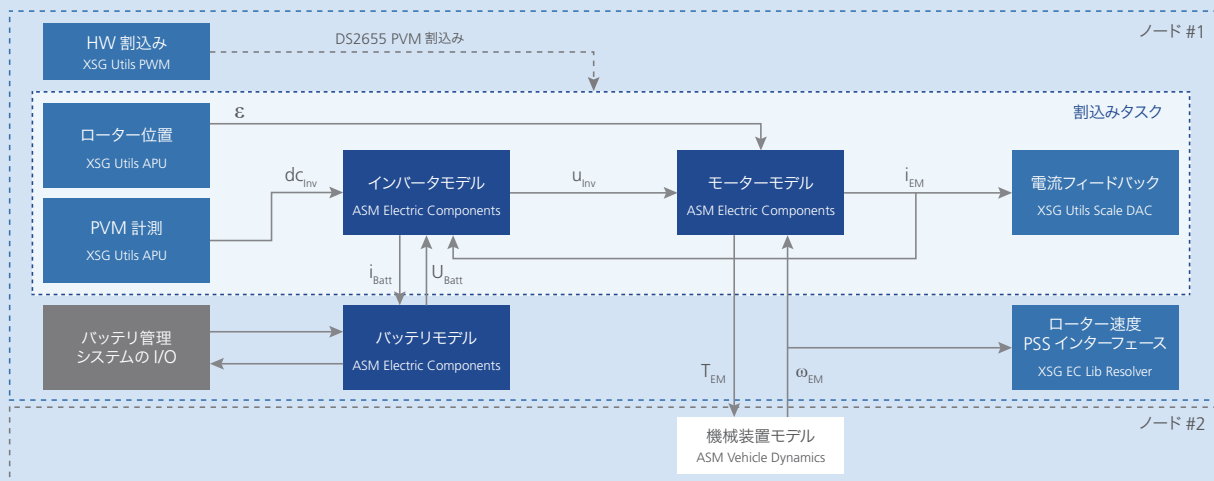 ノード #1
HW 割込み
XSG Utils PWM
DS2655 PVM 割込み
割込みタスク
ローター位置
XSG Utils APU
ε
PVM 計測
XSG Utils APU
dcInv
インバータモデル
ASM Electric Components
uInv
モーターモデル
ASM Electric Components
iEM
電流フィードバック
XSG Utils Scale DAC
iBatt
UBatt
バッテリ管理
システムの I/O
バッテリモデル
ASM Electric Components
TEM
ωEM
ローター速度
PSS インターフェース
XSG EC Lib Resolver
ノード #2
機械装置モデル
ASM Vehicle Dynamics